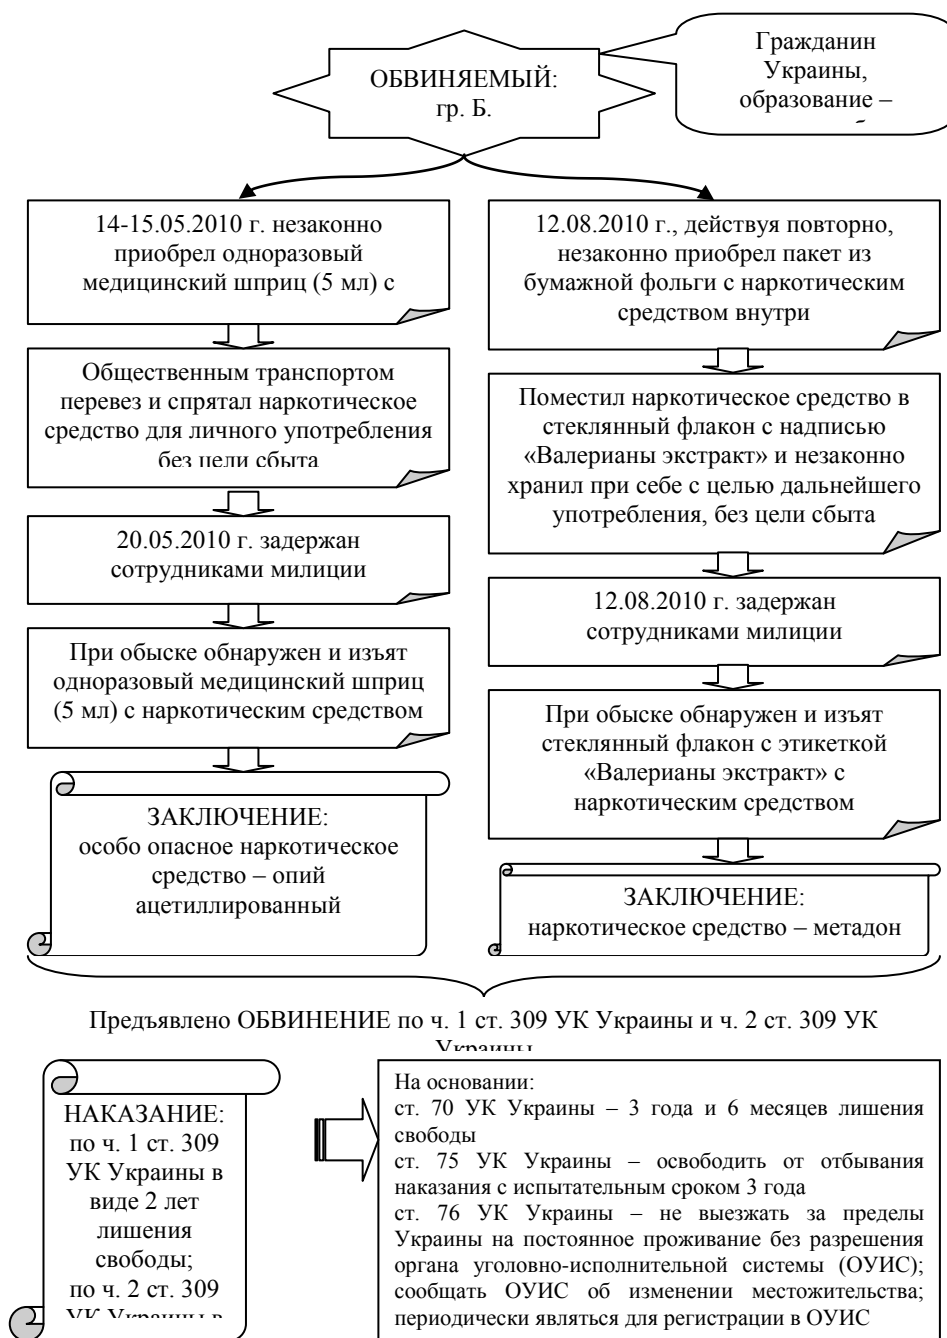 ОБВИНЯЕМЫЙ:
гр. Б.
Гражданин
Украины,
образование –
14-15.05.2010 г. незаконно
приобрел одноразовый
медицинский шприц (5 мл) с
Общественным транспортом
перевез и спрятал наркотическое
средство для личного употребления
без цели сбыта
20.05.2010 г. задержан
сотрудниками милиции
При обыске обнаружен и изъят
одноразовый медицинский шприц
(5 мл) с наркотическим средством
ЗАКЛЮЧЕНИЕ:
особо опасное наркотическое
средство – опий
ацетиллированный
12.08.2010 г., действуя повторно,
незаконно приобрел пакет из
бумажной фольги с наркотическим
средством внутри
Поместил наркотическое средство в
стеклянный флакон с надписью
«Валерианы экстракт» и незаконно
хранил при себе с целью дальнейшего
употребления, без цели сбыта
12.08.2010 г. задержан
сотрудниками милиции
При обыске обнаружен и изъят
стеклянный флакон с этикеткой
«Валерианы экстракт» с
наркотическим средством
ЗАКЛЮЧЕНИЕ:
наркотическое средство – метадон
Предъявлено ОБВИНЕНИЕ по ч. 1 ст. 309 УК Украины и ч. 2 ст. 309 УК
Украины
НАКАЗАНИЕ:
по ч. 1 ст. 309
УК Украины в
виде 2 лет
лишения
свободы;
по ч. 2 ст. 309
УК Украины в
На основании:
ст. 70 УК Украины – 3 года и 6 месяцев лишения
свободы
ст. 75 УК Украины – освободить от отбывания
наказания с испытательным сроком 3 года
ст. 76 УК Украины – не выезжать за пределы
Украины на постоянное проживание без разрешения
органа уголовно-исполнительной системы (ОУИС);
сообщать ОУИС об изменении местожительства;
периодически являться для регистрации в ОУИС